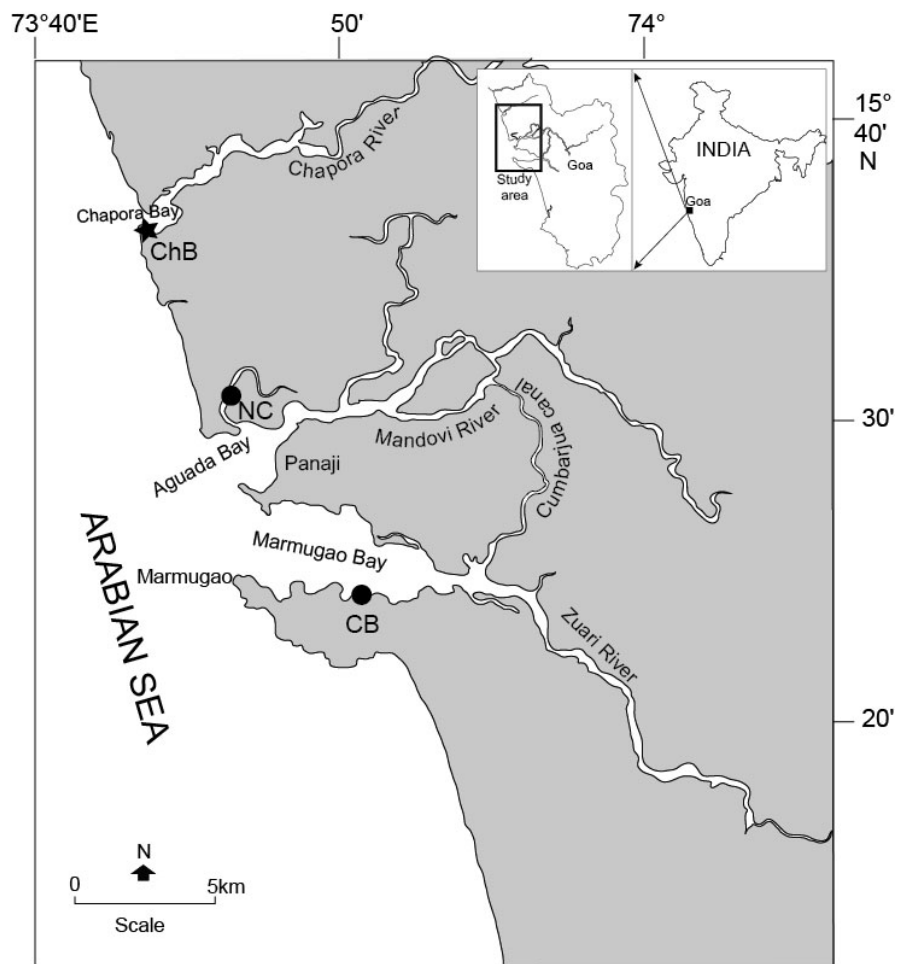 73°40'E
50'
74°
15°
40'
N
Chapora River
Goa
Study
area
INDIA
Goa
Chapora Bay
ChB
NC
Aguada Bay
Panaji
Mandovi River
Cumbarjua canal
30'
Marmugao Bay
Marmugao
CB
Zuari River
ARABIAN SEA
20'
N
0 5km
Scale